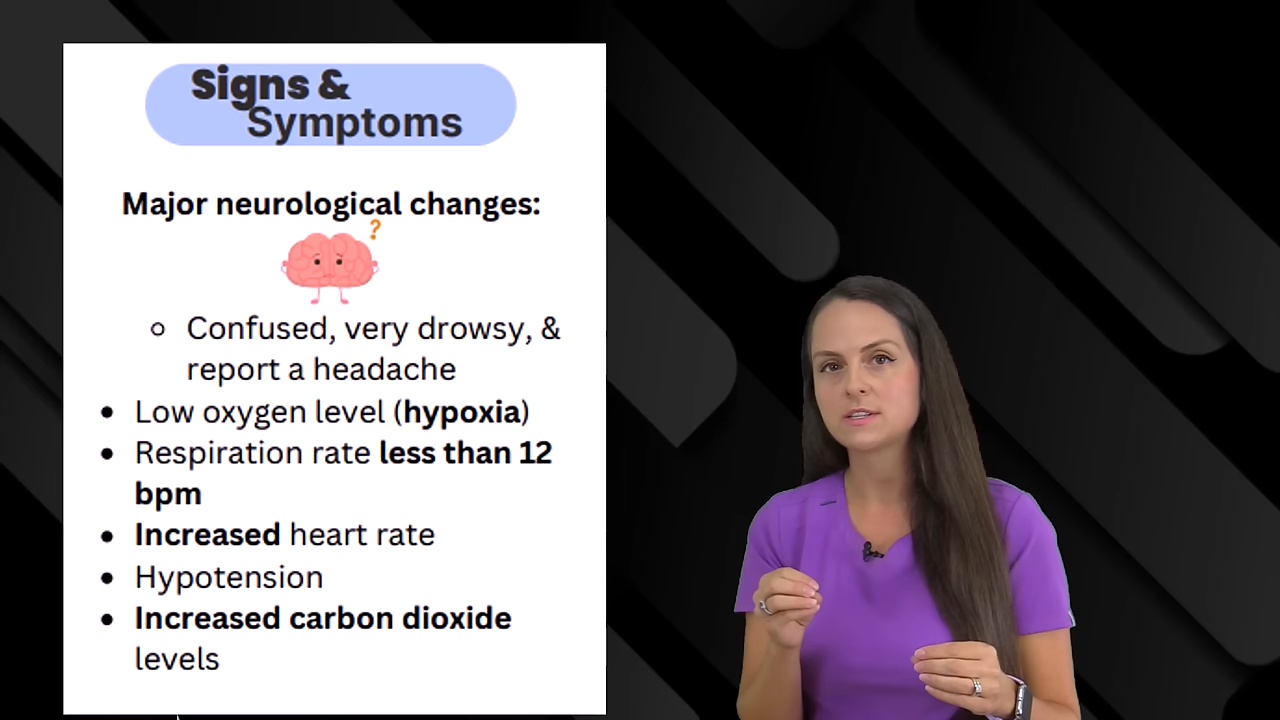 Signs &
Symptoms
Major neurological changes:
?
Confused, very drowsy, &
report a headache
Low oxygen level (hypoxia)
Respiration rate less than 12
bpm
Increased heart rate
Hypotension
Increased carbon dioxide
levels